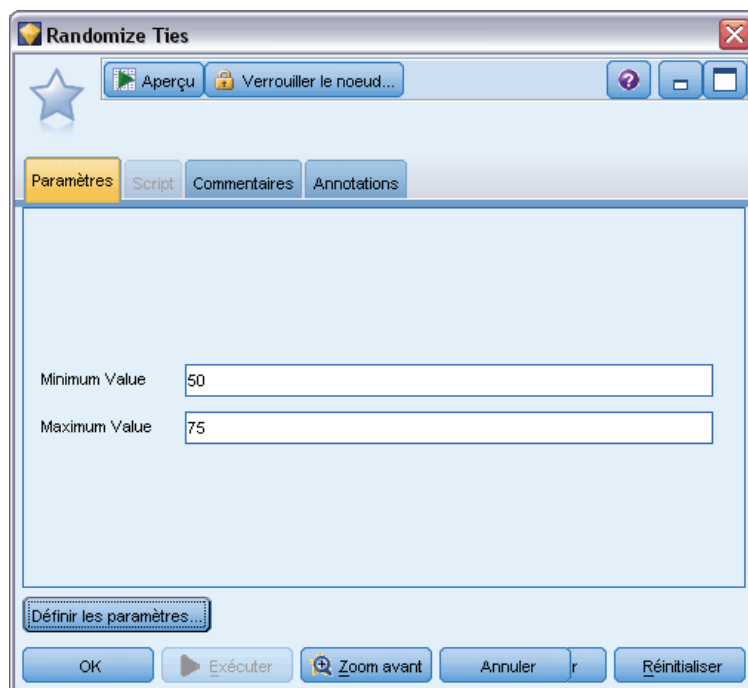 Randomize Ties
Aperçu
Verrouiller le noeud...
Paramètres
Script
Commentaires
Annotations
Minimum Value
50
Maximum Value
75
Définir les paramètres...
OK
Exécuter
Zoom avant
Annuler
r
Réinitialiser